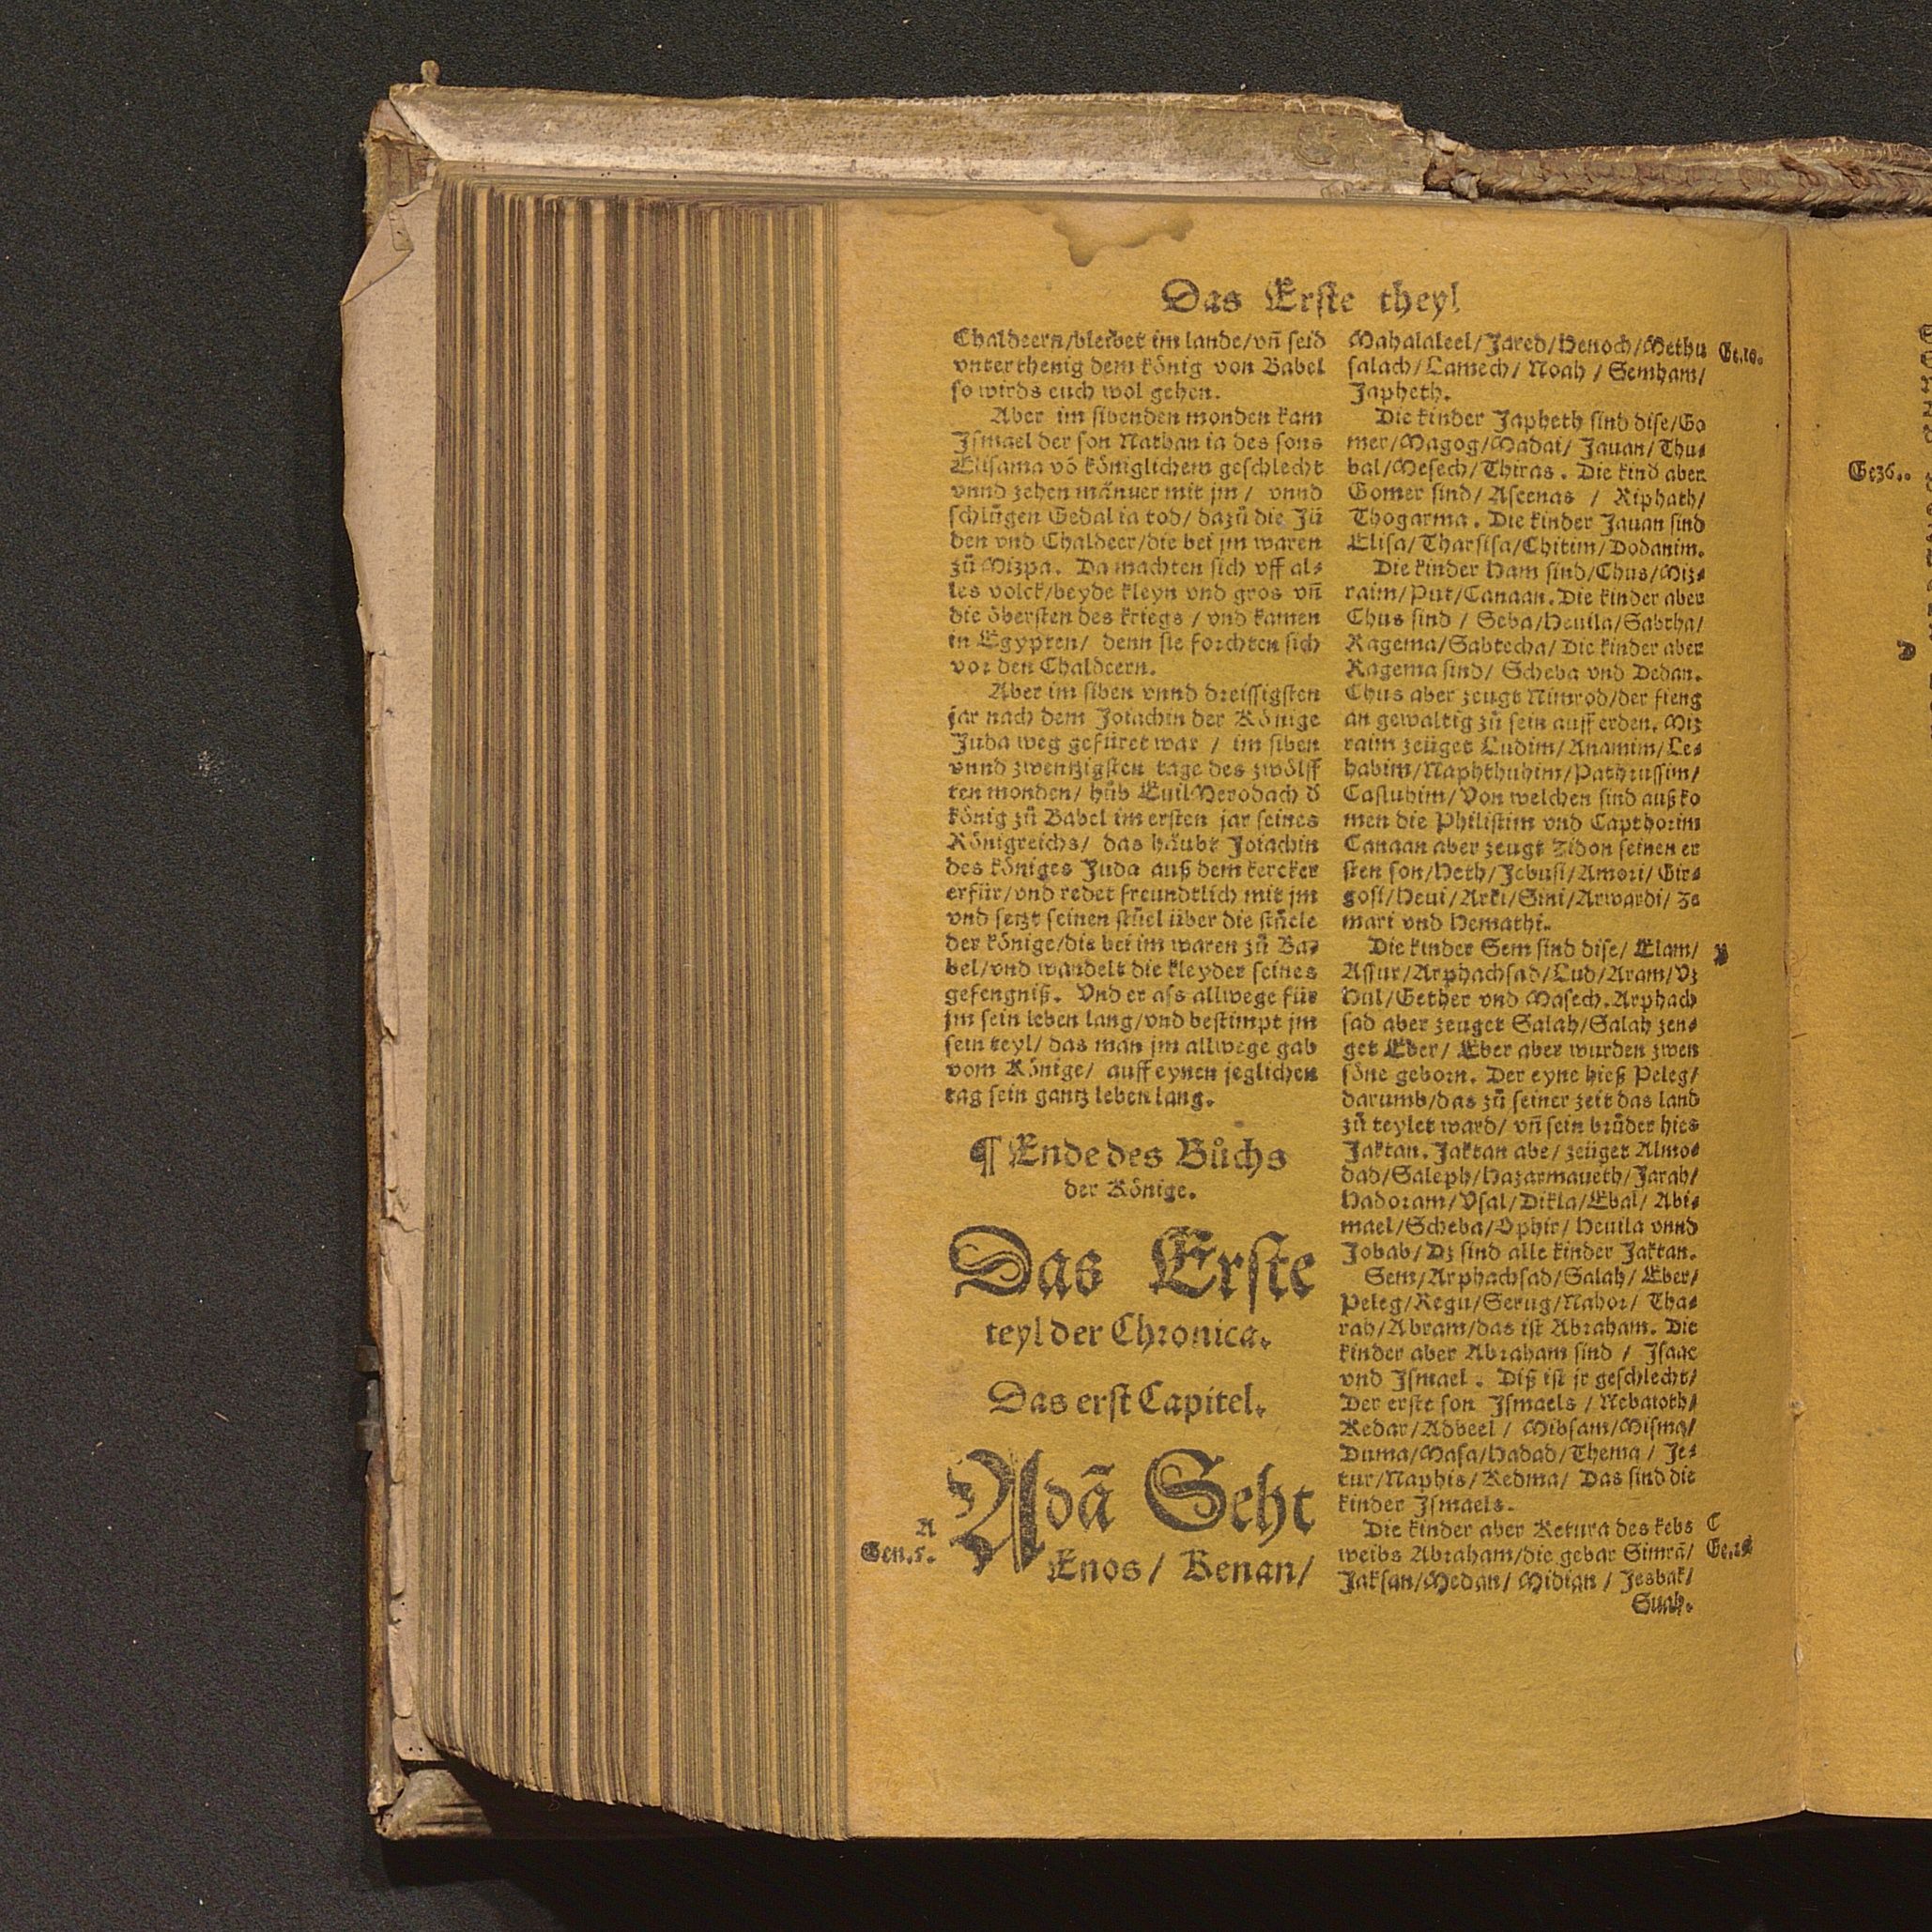 Das Erste theyl
Chaldeern/bleibet im lande/vñ seid
vnterthenig dem könig von Babel
so wirds euch wol gehen.
Aber im sibenden monden kam
Ismael der son Nathan ia des sons
Elisama võ königlichem geschlecht
vnnd zehen mänuer mit jm / vnnd
schlůgen Gedal ia tod/ dazů die Jü
den vnd Chaldeer/die bei jm waren
zů Mizpa. Da machten sich vff al⸗
les volck/beyde kleyn vnd gros vñ
die öbersten des kriegs / vnd kamen
in Egypten/ denn sie forchten sich
vor den Chaldeern.
Aber im siben vnnd dreissigsten
jar nach dem Joiachin der Könige
Juda weg gefüret war / im siben
vnnd zwentzigsten tage des zwölff
ten monden/ hůb Euil Merodach d̄
könig zů Babel im ersten jar seines
Königreichs/ das häubt Joiachin
des königes Juda auß dem kercker
erfür/vnd redet freundtlich mit jm
vnd setzt seinen stůel über die stůele
der könige/die bei im waren zů Ba⸗
bel/vnd wandelt die kleyder seines
gefengniß. Vnd er ass allwege für
jm sein leben lang/vnd bestimpt jm
sein teyl/ das man jm allwege gab
vom Könige/ auff eynen jeglichen
tag sein gantz leben lang.
¶ Ende des Bůchs
der Könige.
Das Erste
teyl der Chronica.
Das erst Capitel.
A
Gen.5.
Adã Seht
Enos/ Kenan/
Mahalaleel/Jared/Henoch/Methu
Ge.10.
salach/Lamech/ Noah / Semham/
Japheth.
Die kinder Japheth sind dise/Go
mer/Magog/Madai/ Jauan/Thu⸗
bal/Mesech/Thiras. Die kind aber
Gomer sind/ Ascenas / Riphath/
Thogarma. Die kinder Jauan sind
Elisa/Tharsisa/Chitim/Dodanim.
Die kinder Ham sind/Chus/Miz⸗
raim/Put/Canaan. Die kinder aber
Chus sind / Seba/Heuila/Sabtha/
Ragema/Sabtecha/Die kinder aber
Ragema sind/ Scheba vnd Dedan.
Chus aber zeugt Nimrod/der fieng
an gewaltig zů sein auff erden. Miz
raim zeüget Ludim/Anamim/Le⸗
habim/Naphthuhim/Pathrussim/
Casluhim/Von welchen sind auß ko
men die Philistim vnd Capthorim
Canaan aber zeugt Zidon seinen er
sten son/Heth/Jebusi/Amori/Gir⸗
gosi/Heui/Arki/Sini/Arwardi/ Ze
mari vnd Hemathi.
Die kinder Sem sind dise/ Elam/
Assur/Arphachsad/Lud/Aram/Vz
Hul/Gether vnd Masech. Arphach
sad aber zeuget Salah/Salah zen⸗
get Eber/ Eber aber wurden zwen
söne geborn. Der eyne hieß Peleg/
darumb/das zů seiner zeit das land
zů teylet ward/ vñ sein brůder hies
Jaktan. Jaktan abe/ zeüget Almo⸗
dad/Saleph/Hazarmaueth/Jarah/
Hadoram/Vsal/Dikla/Ebal/ Abi⸗
mael/Scheba/Ophir/ Heuila vnnd
Jobab/Dz sind alle kinder Jaktan.
Sem/Arphachsad/Salah/ Eber/
Peleg/Regu/Serug/Nahor/ Tha⸗
rah/Abram/das ist Abraham. Die
kinder aber Abraham sind / Isaac
vnd Ismael. Diß ist jr geschlecht/
Der erste son Ismaels / Nebaioth/
Kedar/Adbeel / Mibsam/Misma/
Duma/Masa/Hadad/Thema / Je⸗
tur/Naphis/Kedma/ Das sind die
kinder Ismaels.
Die kinder aber Ketura des kebs
C
weibs Abraham/die gebar Simrã/
Jaksan/Medan/ Midian / Jesbak/
Suah.
Ge36..
D